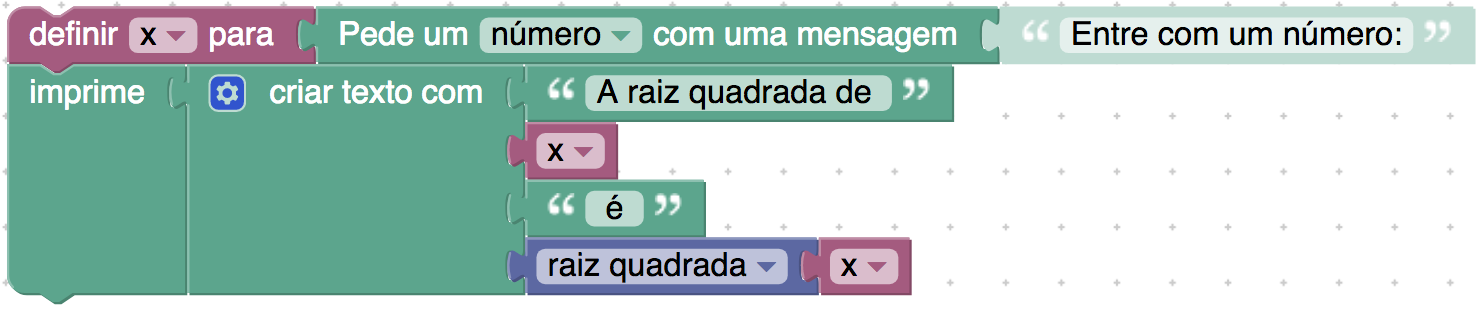 definir x para Pede um número com uma mensagem “ Entre com um número: ”
imprime criar texto com “ A raiz quadrada de ”
x
“ é ”
raiz quadrada x